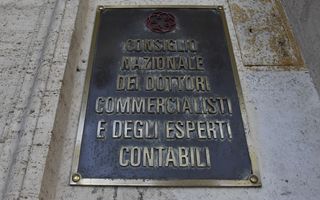 CONSIGLIO
NAZIONALE
DEI DOTTORI
COMMERCIALISTI
E DEGLI ESPERTI
CONTABILI